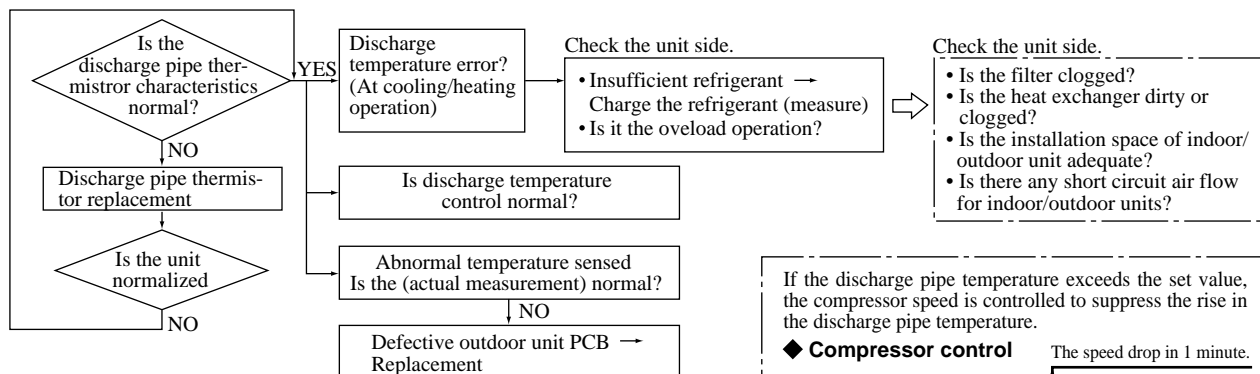 Is the
discharge pipe ther-
mistror characteristics
normal?
YES
NO
Discharge pipe thermis-
tor replacement
Is the unit
normalized
NO
Discharge
temperature error?
(At cooling/heating
operation)
Check the unit side.
• Insufficient refrigerant →
Charge the refrigerant (measure)
• Is it the oveload operation?
Check the unit side.
• Is the filter clogged?
• Is the heat exchanger dirty or
clogged?
• Is the installation space of indoor/
outdoor unit adequate?
• Is there any short circuit air flow
for indoor/outdoor units?
Is discharge temperature
control normal?
Abnormal temperature sensed
Is the (actual measurement) normal?
NO
Defective outdoor unit PCB →
Replacement
If the discharge pipe temperature exceeds the set value,
the compressor speed is controlled to suppress the rise in
the discharge pipe temperature.
◆ Compressor control
The speed drop in 1 minute.